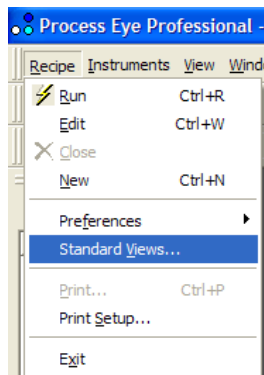 Process Eye Professional -
Recipe Instruments View Wind
Run Ctrl+R
Edit Ctrl+W
Close
New Ctrl+N
Preferences
Standard Views...
Print... Ctrl+P
Print Setup...
Exit